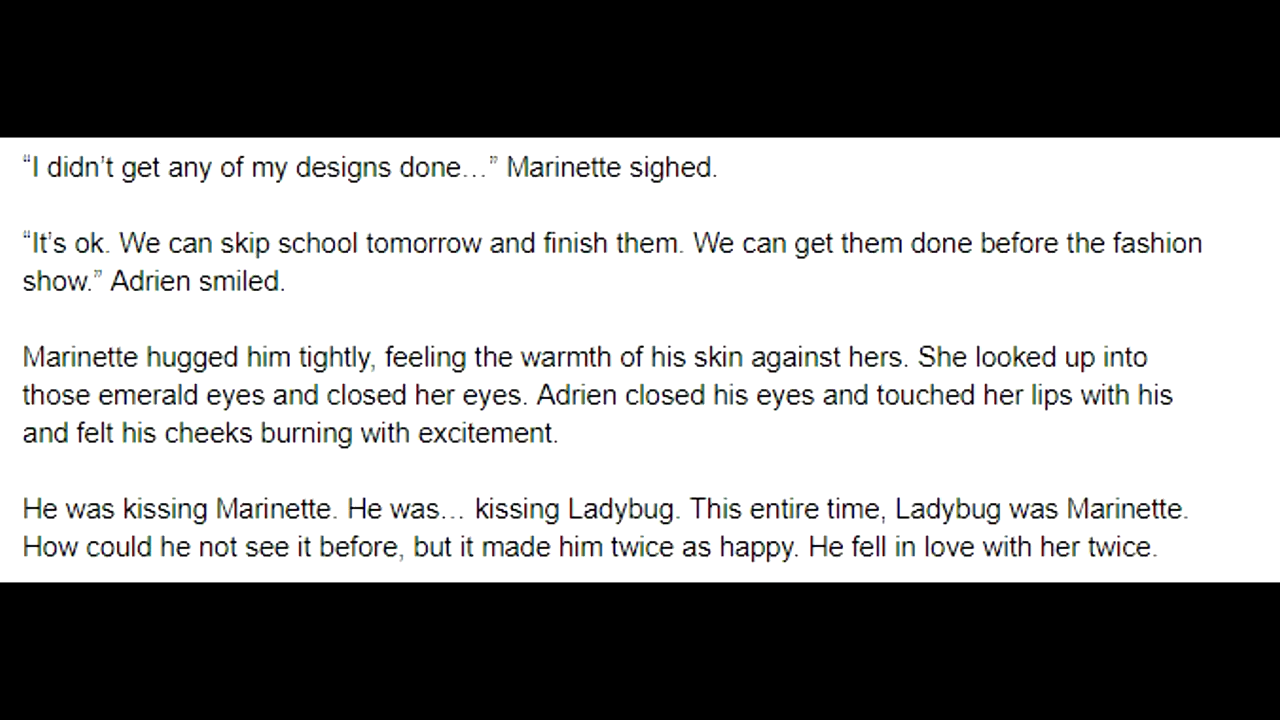 “I didn’t get any of my designs done…” Marinette sighed.
“It’s ok. We can skip school tomorrow and finish them. We can get them done before the fashion
show.” Adrien smiled.
Marinette hugged him tightly, feeling the warmth of his skin against hers. She looked up into
those emerald eyes and closed her eyes. Adrien closed his eyes and touched her lips with his
and felt his cheeks burning with excitement.
He was kissing Marinette. He was… kissing Ladybug. This entire time, Ladybug was Marinette.
How could he not see it before, but it made him twice as happy. He fell in love with her twice.